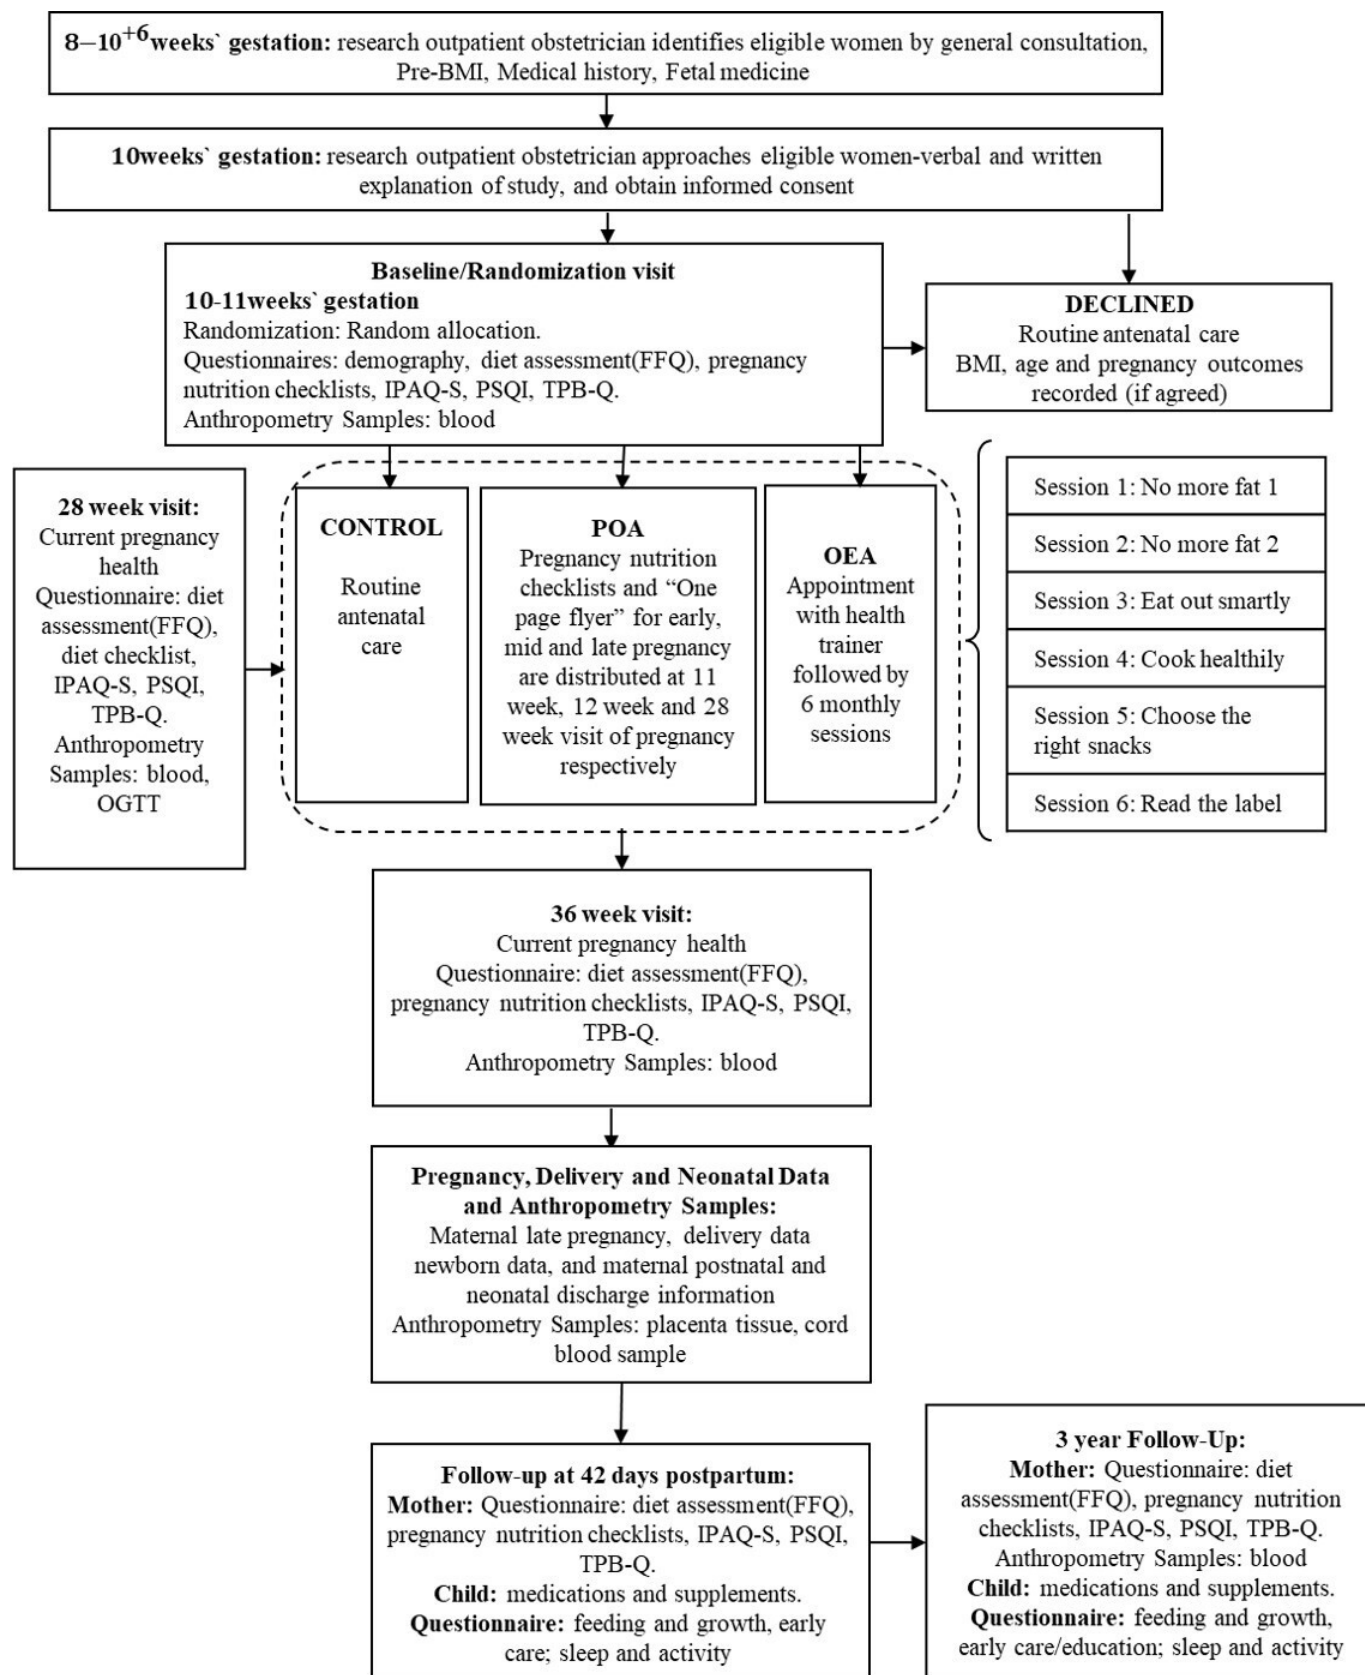 8–10+6weeks` gestation: research outpatient obstetrician identifies eligible women by general consultation,
Pre-BMI, Medical history, Fetal medicine
10weeks` gestation: research outpatient obstetrician approaches eligible women-verbal and written
explanation of study, and obtain informed consent
Baseline/Randomization visit
10-11weeks` gestation
Randomization: Random allocation.
Questionnaires: demography, diet assessment(FFQ), pregnancy
nutrition checklists, IPAQ-S, PSQI, TPB-Q.
Anthropometry Samples: blood
DECLINED
Routine antenatal care
BMI, age and pregnancy outcomes
recorded (if agreed)
28 week visit:
Current pregnancy
health
Questionnaire: diet
assessment(FFQ),
diet checklist,
IPAQ-S, PSQI,
TPB-Q.
Anthropometry
Samples: blood,
OGTT
CONTROL
Routine
antenatal
care
POA
Pregnancy nutrition
checklists and “One
page flyer” for early,
mid and late pregnancy
are distributed at 11
week, 12 week and 28
week visit of pregnancy
respectively
OEA
Appointment
with health
trainer
followed by
6 monthly
sessions
Session 1: No more fat 1
Session 2: No more fat 2
Session 3: Eat out smartly
Session 4: Cook healthily
Session 5: Choose the
right snacks
Session 6: Read the label
36 week visit:
Current pregnancy health
Questionnaire: diet assessment(FFQ),
pregnancy nutrition checklists, IPAQ-S, PSQI,
TPB-Q.
Anthropometry Samples: blood
Pregnancy, Delivery and Neonatal Data
and Anthropometry Samples:
Maternal late pregnancy, delivery data
newborn data, and maternal postnatal and
neonatal discharge information
Anthropometry Samples: placenta tissue, cord
blood sample
Follow-up at 42 days postpartum:
Mother: Questionnaire: diet assessment(FFQ),
pregnancy nutrition checklists, IPAQ-S, PSQI,
TPB-Q.
Child: medications and supplements.
Questionnaire: feeding and growth, early
care; sleep and activity
3 year Follow-Up:
Mother: Questionnaire: diet
assessment(FFQ), pregnancy nutrition
checklists, IPAQ-S, PSQI, TPB-Q.
Anthropometry Samples: blood
Child: medications and supplements.
Questionnaire: feeding and growth,
early care/education; sleep and activity